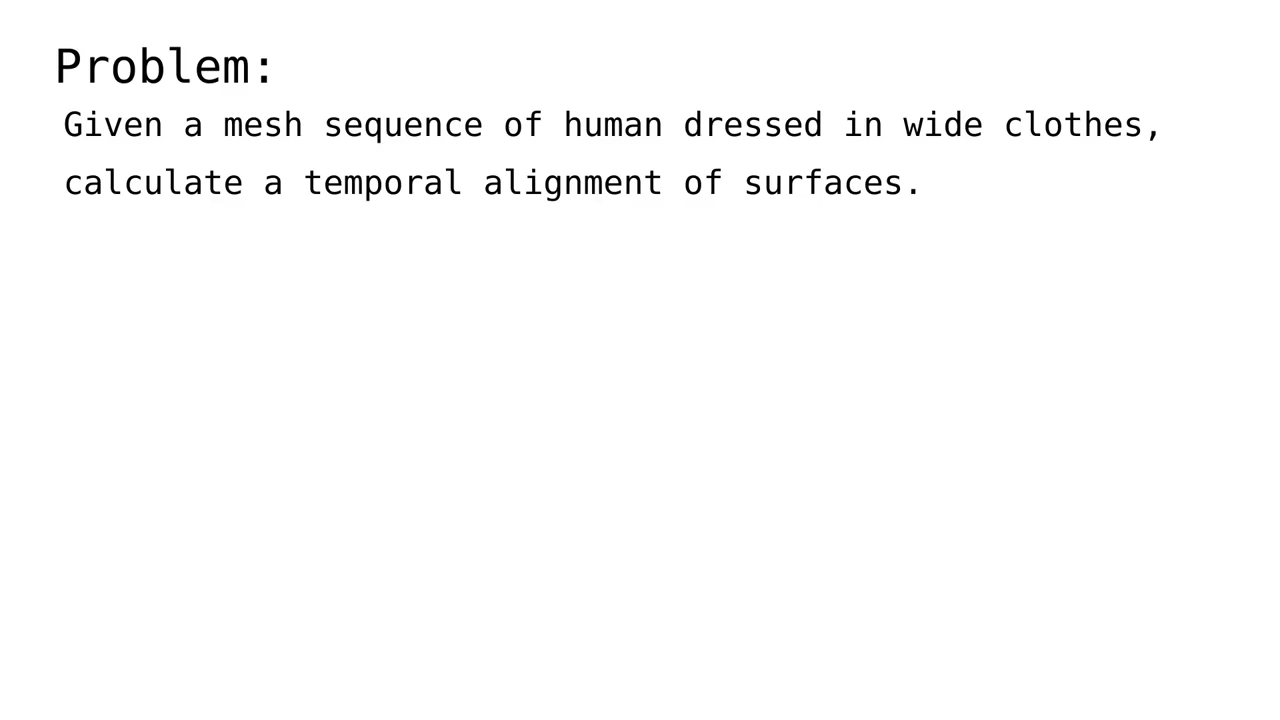 Problem:
Given a mesh sequence of human dressed in wide clothes,
calculate a temporal alignment of surfaces.